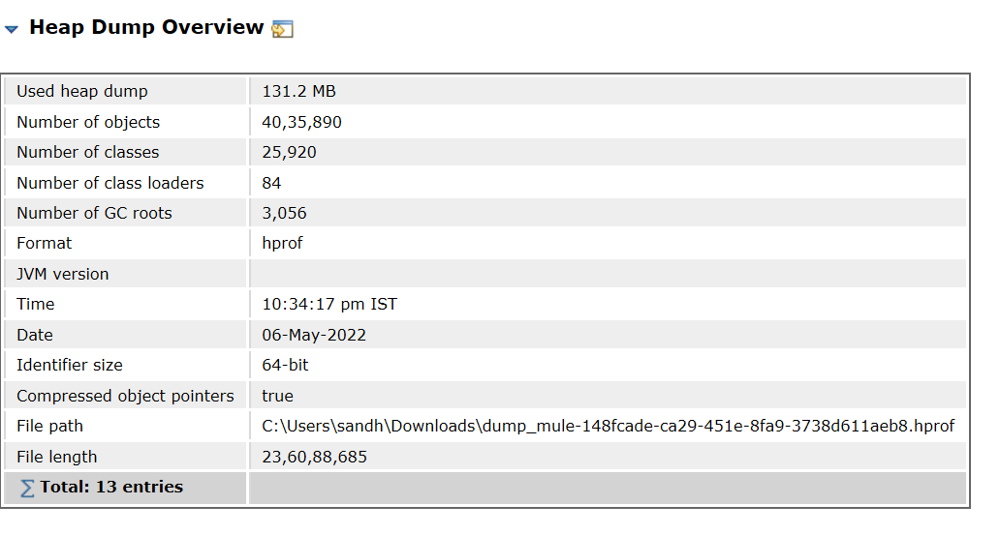 Heap Dump Overview
Used heap dump 131.2 MB
Number of objects 40,35,890
Number of classes 25,920
Number of class loaders 84
Number of GC roots 3,056
Format hprof
JVM version
Time 10:34:17 pm IST
Date 06-May-2022
Identifier size 64-bit
Compressed object pointers true
File path C:\Users\sandh\Downloads\dump_mule-148fcade-ca29-451e-8fa9-3738d611aeb8.hprof
File length 23,60,88,685
Σ Total: 13 entries